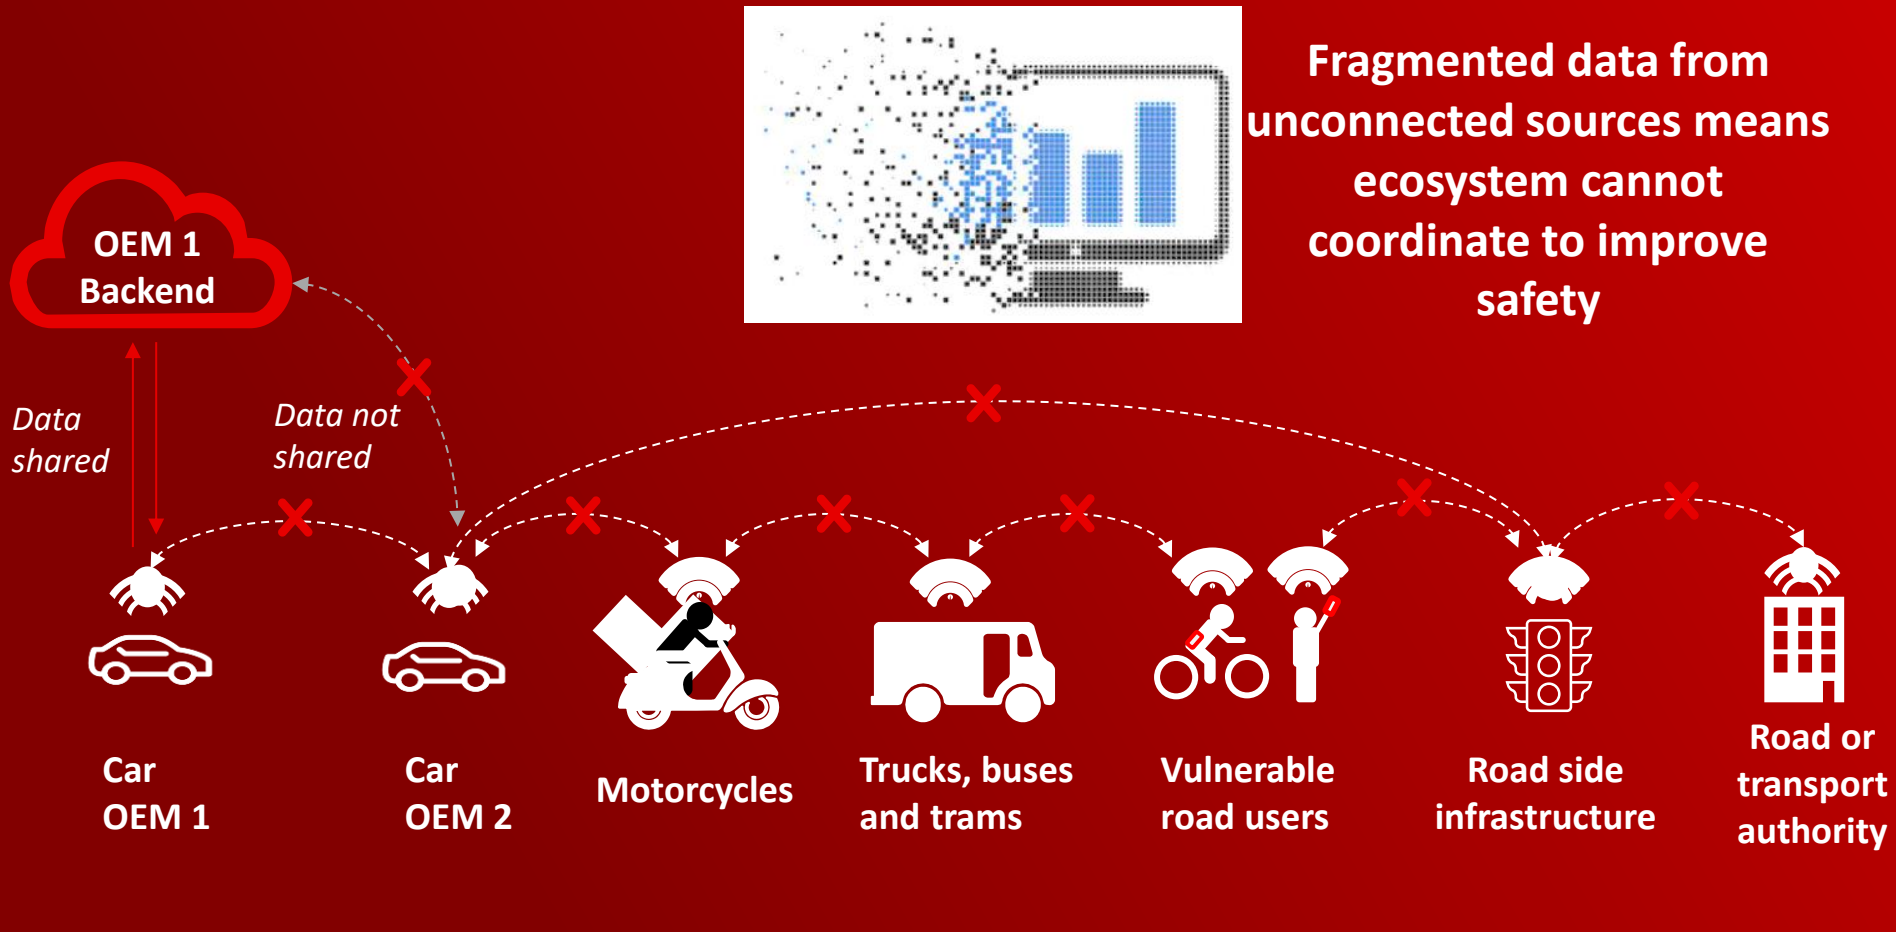 Fragmented data from
unconnected sources means
ecosystem cannot
coordinate to improve
safety
OEM 1
Backend
Data
shared
Data not
shared
Car
OEM 1
Car
OEM 2
Motorcycles
Trucks, buses
and trams
Vulnerable
road users
Road side
infrastructure
Road or
transport
authority